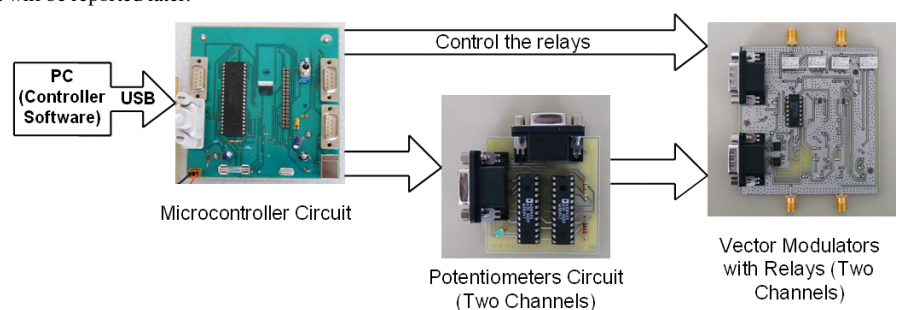 will be reported later.
Control the relays
PC
(Controller
Software)
USB
Microcontroller Circuit
Potentiometers Circuit
(Two Channels)
Vector Modulators
with Relays (Two
Channels)